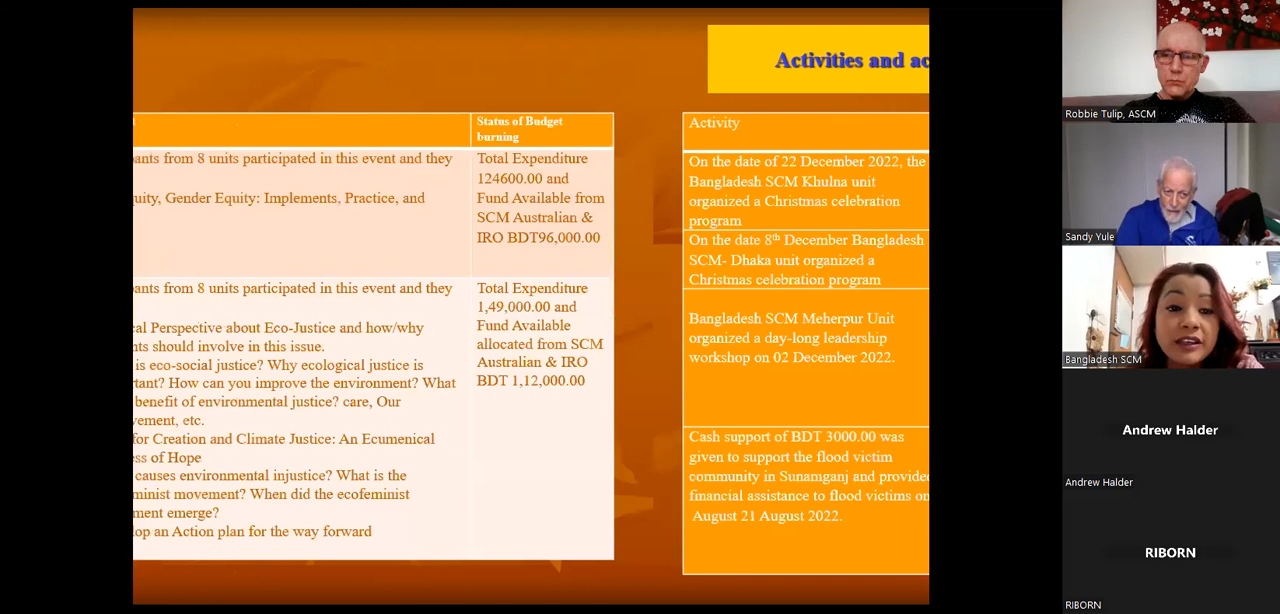 Activities and ac
Status of Budget
burning
pants from 8 units participated in this event and they
quity, Gender Equity: Implements, Practice, and
Total Expenditure
124600.00 and
Fund Available from
SCM Australian &
IRO BDT96,000.00
pants from 8 units participated in this event and they
cal Perspective about Eco-Justice and how/why
nts should involve in this issue.
is eco-social justice? Why ecological justice is
rtant? How can you improve the environment? What
benefit of environmental justice? care, Our
vement, etc.
for Creation and Climate Justice: An Ecumenical
ess of Hope
causes environmental injustice? What is the
minist movement? When did the ecofeminist
ment emerge?
op an Action plan for the way forward
Total Expenditure
1,49,000.00 and
Fund Available
allocated from SCM
Australian & IRO
BDT 1,12,000.00
Activity
On the date of 22 December 2022, the
Bangladesh SCM Khulna unit
organized a Christmas celebration
program
On the date 8th December Bangladesh
SCM- Dhaka unit organized a
Christmas celebration program
Bangladesh SCM Meherpur Unit
organized a day-long leadership
workshop on 02 December 2022.
Cash support of BDT 3000.00 was
given to support the flood victim
community in Sunamganj and provided
financial assistance to flood victims on
August 21 August 2022.
Robbie Tulip, ASCM
Sandy Yule
Bangladesh SCM
Andrew Halder
Andrew Halder
RIBORN
RIBORN